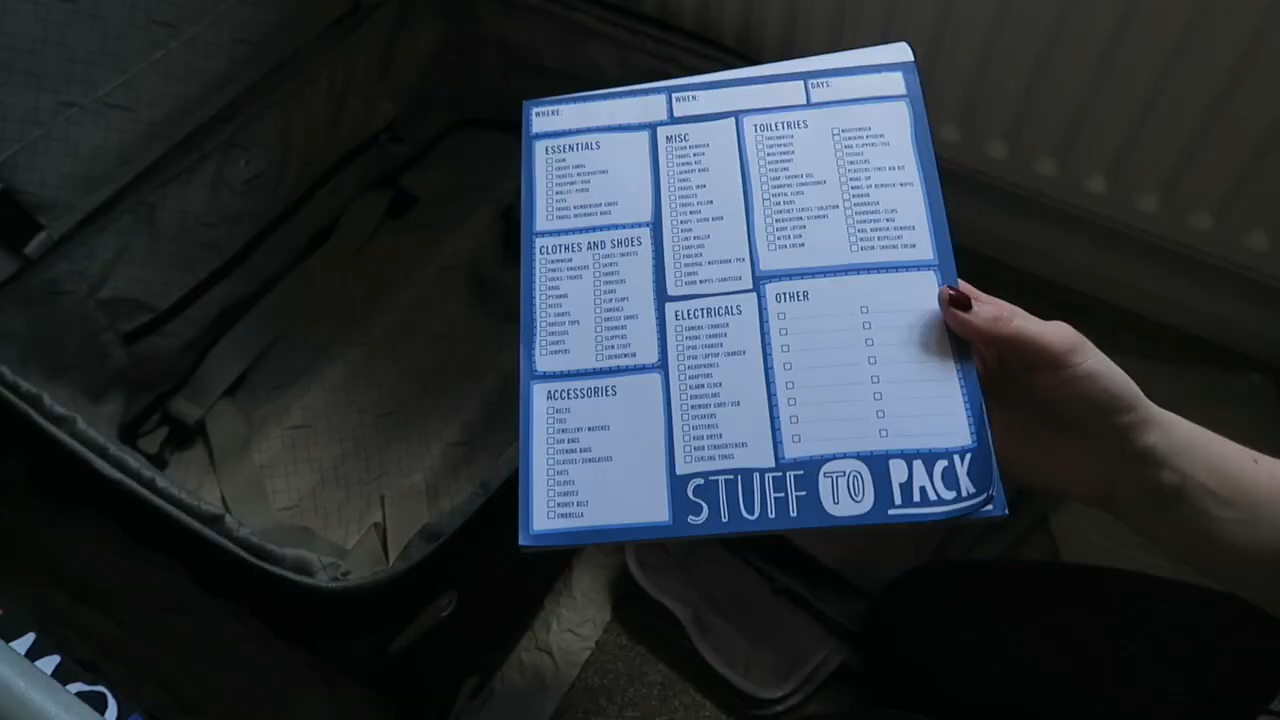 WHERE:
WHEN:
DAYS:
ESSENTIALS
CASH
CREDIT CARDS
TICKETS / RESERVATIONS
PASSPORT / VISA
WALLET / PURSE
KEYS
TRAVEL MEMBERSHIP CARDS
TRAVEL INSURANCE DOCS
CLOTHES AND SHOES
SWIMWEAR
PANTS / KNICKERS
SOCKS / TIGHTS
BRAS
PYJAMAS
VESTS
T-SHIRTS
DRESSY TOPS
DRESSES
SHIRTS
JUMPERS
COATS / JACKETS
SKIRTS
SHORTS
TROUSERS
JEANS
FLIP FLOPS
SANDALS
DRESSY SHOES
TRAINERS
SLIPPERS
GYM STUFF
LOUNGEWEAR
ACCESSORIES
BELTS
TIES
JEWELLERY / WATCHES
DAY BAGS
EVENING BAGS
GLASSES / SUNGLASSES
HATS
GLOVES
SCARVES
MONEY BELT
UMBRELLA
MISC
STAIN REMOVER
TRAVEL WASH
SEWING KIT
LAUNDRY BAGS
TOWEL
TRAVEL IRON
GOGGLES
TRAVEL PILLOW
EYE MASK
MAPS / GUIDE BOOK
BOOK
LINT ROLLER
EARPLUGS
PADLOCK
JOURNAL / NOTEBOOK / PEN
CARDS
HAND WIPES / SANITISER
ELECTRICALS
CAMERA / CHARGER
PHONE / CHARGER
IPOD / CHARGER
IPAD / LAPTOP / CHARGER
HEADPHONES
ADAPTORS
ALARM CLOCK
BINOCULARS
MEMORY CARD / USB
SPEAKERS
BATTERIES
HAIR DRYER
HAIR STRAIGHTENERS
CURLING TONGS
TOILETRIES
TOOTHBRUSH
TOOTHPASTE
MOUTHWASH
DEODORANT
PERFUME
SOAP / SHOWER GEL
SHAMPOO / CONDITIONER
DENTAL FLOSS
EAR BUDS
CONTACT LENSES / SOLUTION
MEDICATION / VITAMINS
BODY LOTION
AFTER SUN
SUN CREAM
MOISTURISER
FEMININE HYGIENE
NAIL CLIPPERS / FILE
TISSUES
TWEEZERS
PLASTERS / FIRST AID KIT
MAKE-UP
MAKE-UP REMOVER / WIPES
MIRROR
HAIRBRUSH
HAIRBANDS / CLIPS
HAIRSPRAY / WAX
NAIL VARNISH / REMOVER
INSECT REPELLENT
RAZOR / SHAVING CREAM
OTHER
STUFF TO PACK